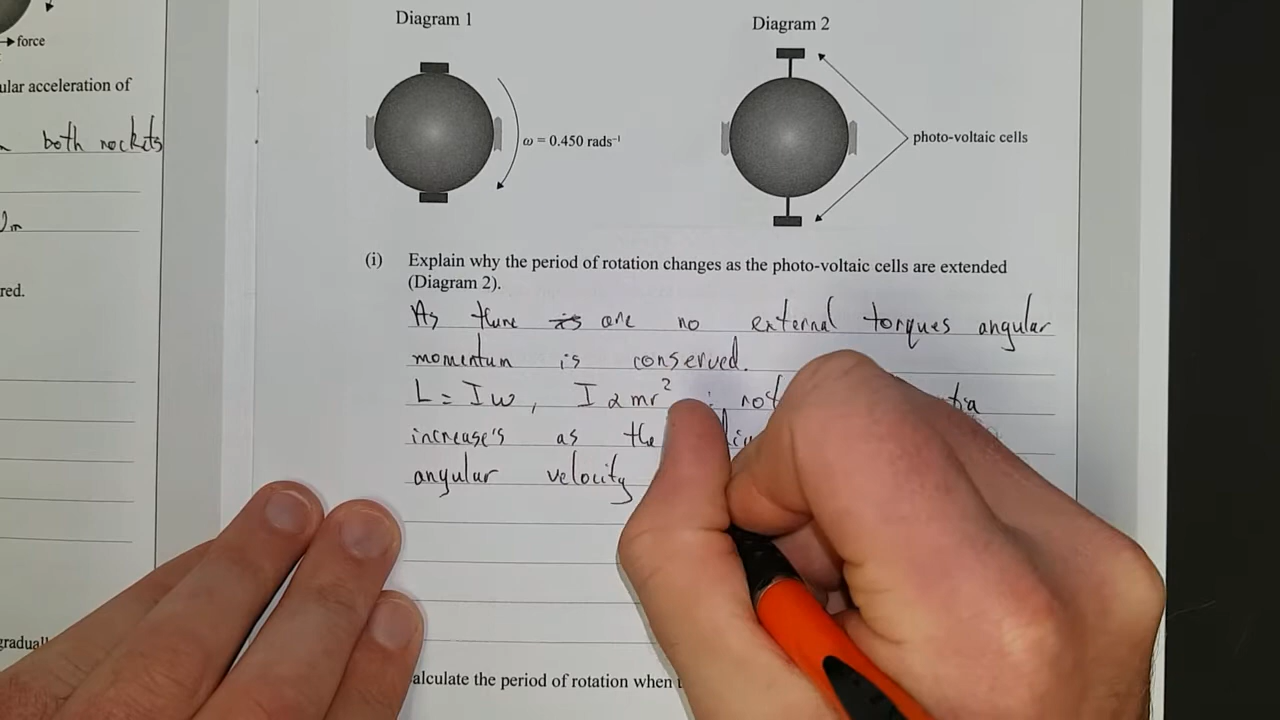 Diagram 1
Diagram 2
force
ular acceleration of
both rockets
red.
ω = 0.450 rads⁻¹
photo-voltaic cells
(i) Explain why the period of rotation changes as the photo-voltaic cells are extended
(Diagram 2).
As there is are no external torques angular
momentum is conserved.
L = Iω, I α mr²
increase's as the
angular velocity
gradual
alculate the period of rotation when